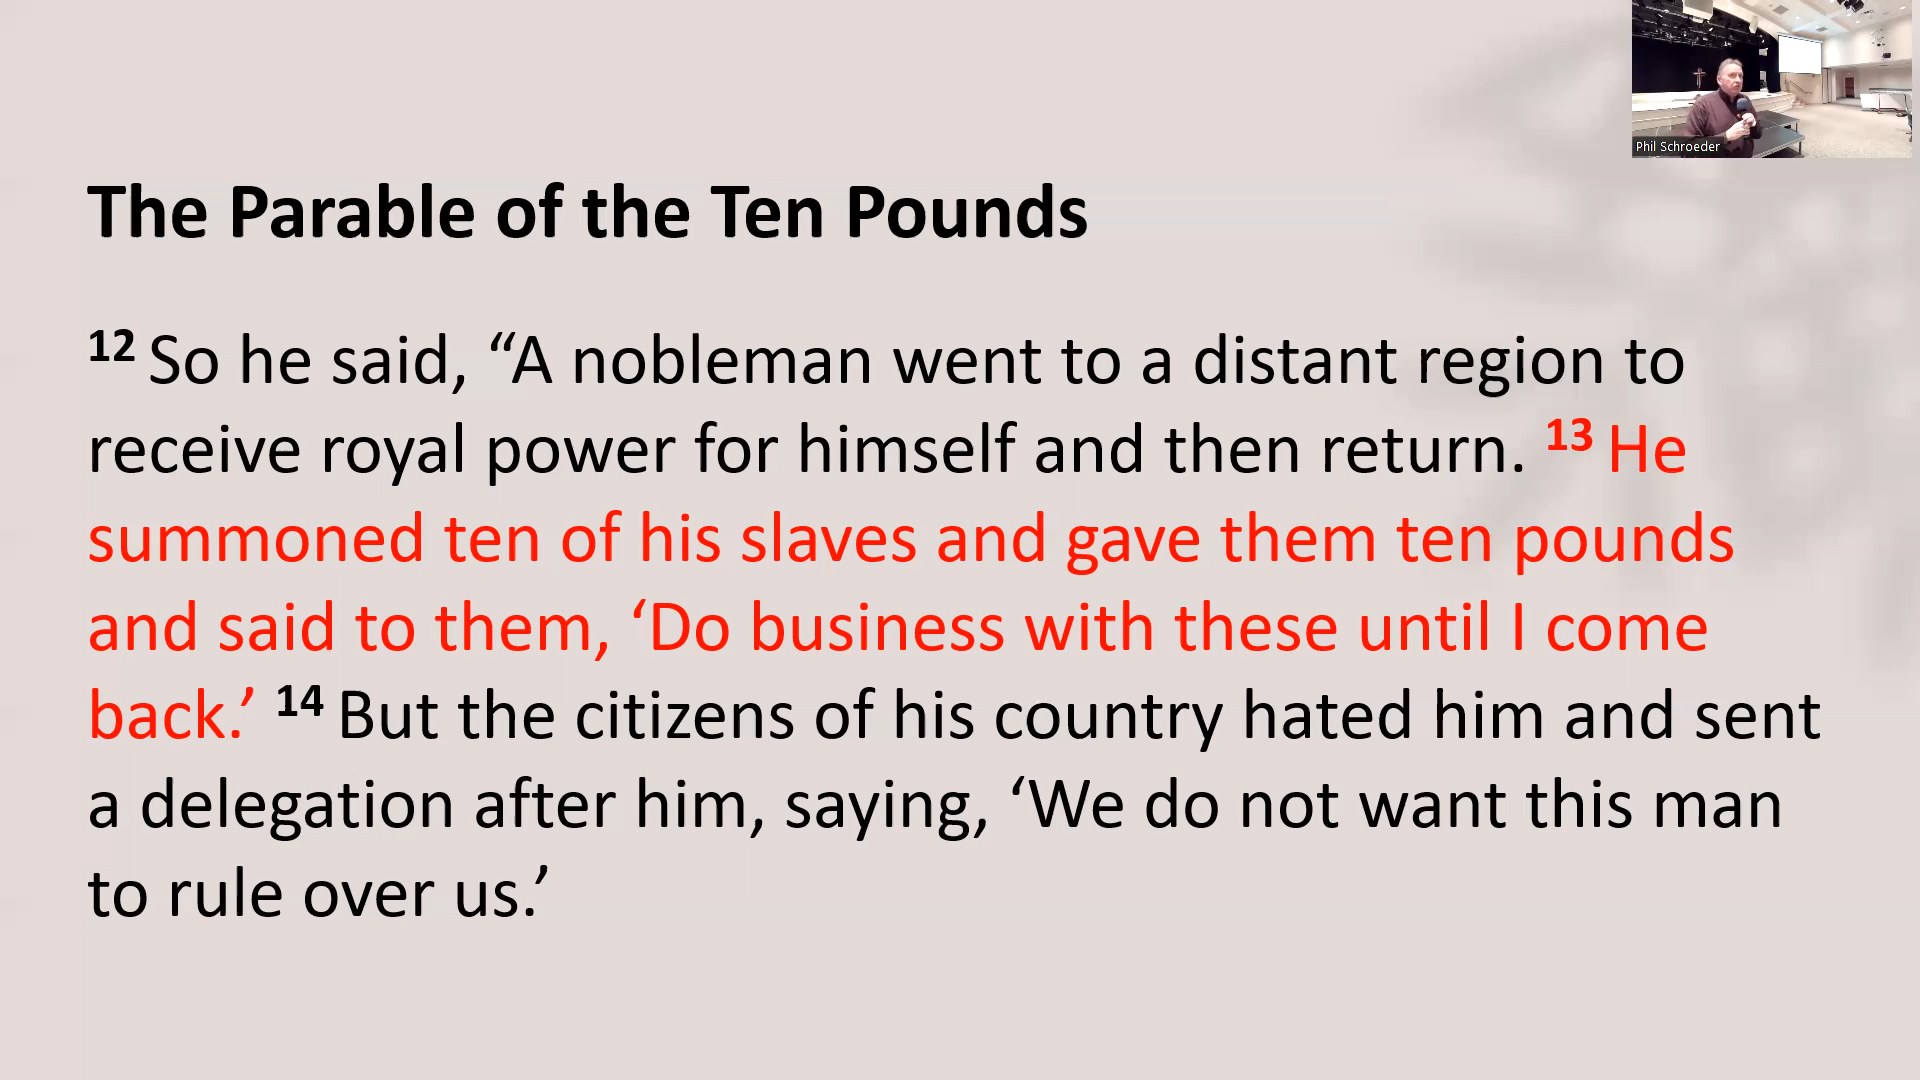 Phil Schroeder
The Parable of the Ten Pounds
12 So he said, “A nobleman went to a distant region to
receive royal power for himself and then return. 13 He
summoned ten of his slaves and gave them ten pounds
and said to them, ‘Do business with these until I come
back.’ 14 But the citizens of his country hated him and sent
a delegation after him, saying, ‘We do not want this man
to rule over us.’